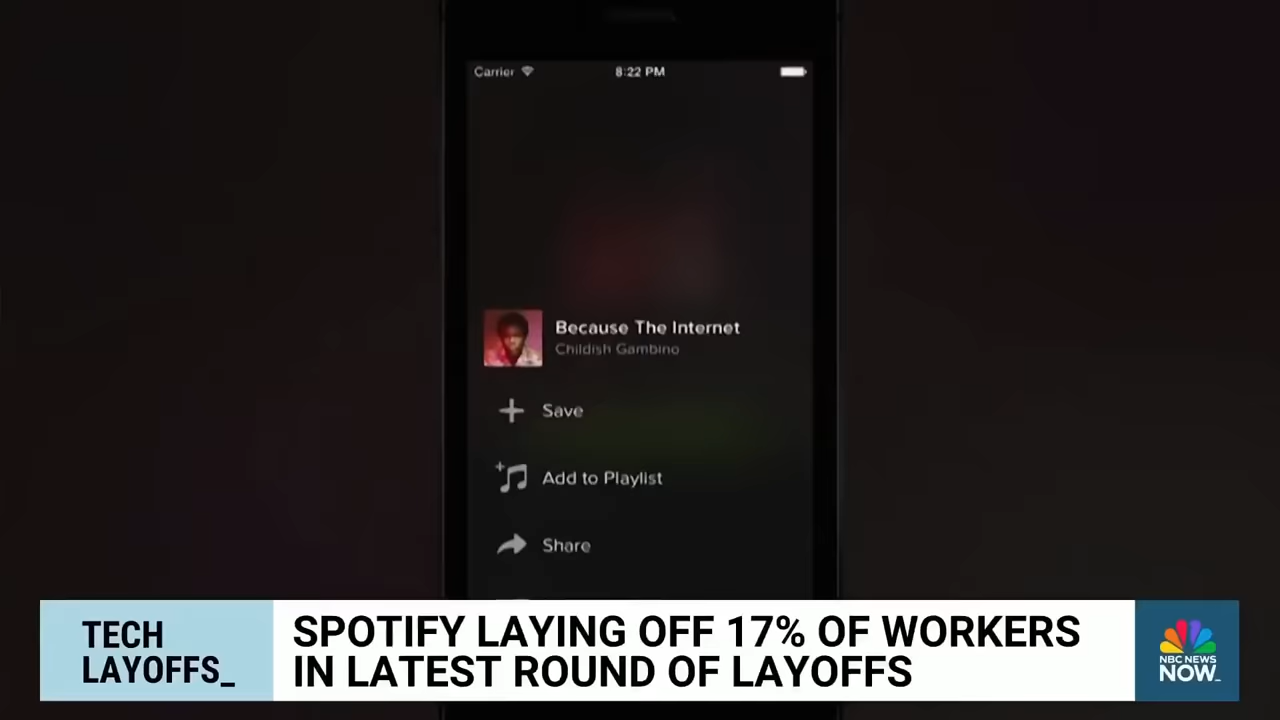 Carrier
8:22 PM
Because The Internet
Childish Gambino
Save
Add to Playlist
Share
TECH
LAYOFFS_
SPOTIFY LAYING OFF 17% OF WORKERS
IN LATEST ROUND OF LAYOFFS
NBC NEWS
NOW_